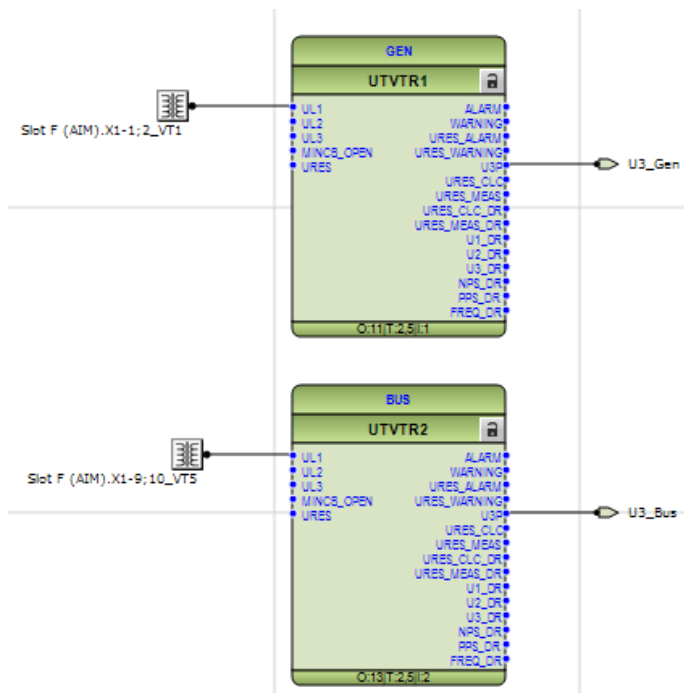 GEN
UTVTR1
Slot F (AIM).X1-1;2_VT1
UL1
UL2
UL3
MINCB_OPEN
URES
ALARM
WARNING
URES_ALARM
URES_WARNING
U3P
URES_CLC
URES_MEAS
URES_CLC_DR
URES_MEAS_DR
U1_DR
U2_DR
U3_DR
NPS_DR
PPS_DR
FREQ_DR
U3_Gen
O:11|T:2,5|I:1
BUS
UTVTR2
Slot F (AIM).X1-9;10_VT5
UL1
UL2
UL3
MINCB_OPEN
URES
ALARM
WARNING
URES_ALARM
URES_WARNING
U3P
URES_CLC
URES_MEAS
URES_CLC_DR
URES_MEAS_DR
U1_DR
U2_DR
U3_DR
NPS_DR
PPS_DR
FREQ_DR
U3_Bus
O:13|T:2,5|I:2